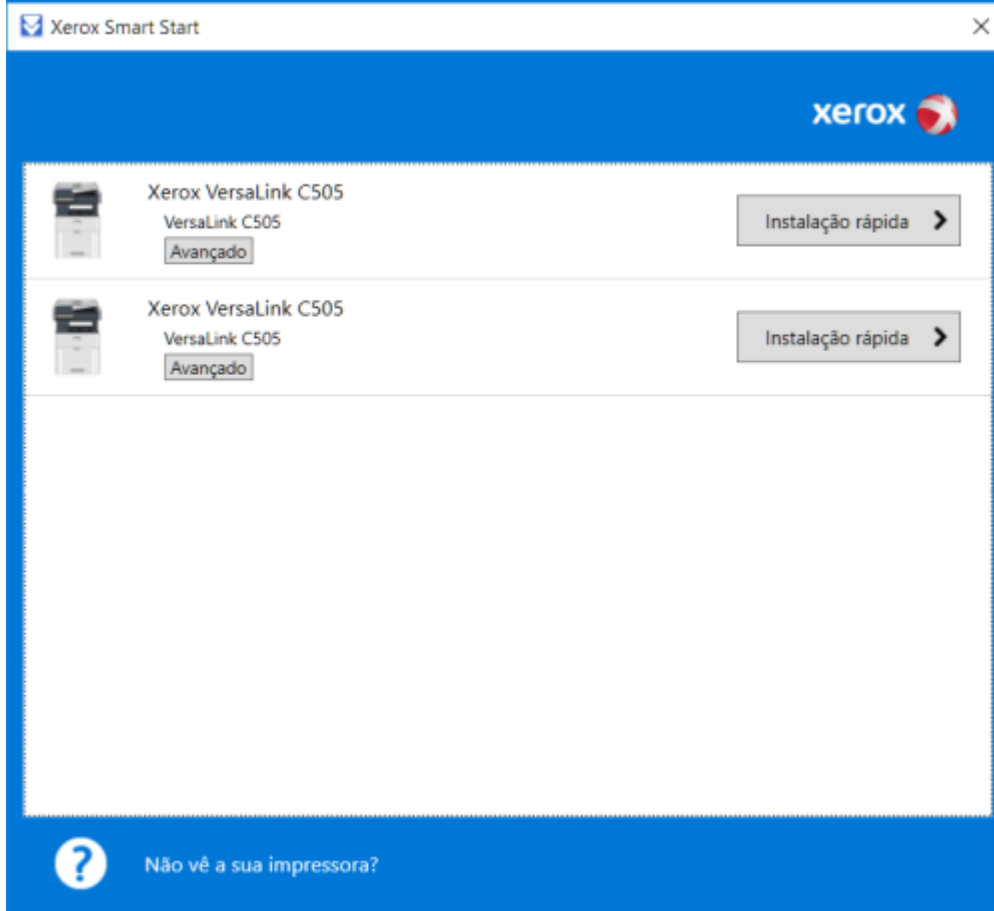 Xerox Smart Start
xerox
Xerox VersaLink C505
VersaLink C505
Avançado
Instalação rápida
Xerox VersaLink C505
VersaLink C505
Avançado
Instalação rápida
?
Não vê a sua impressora?